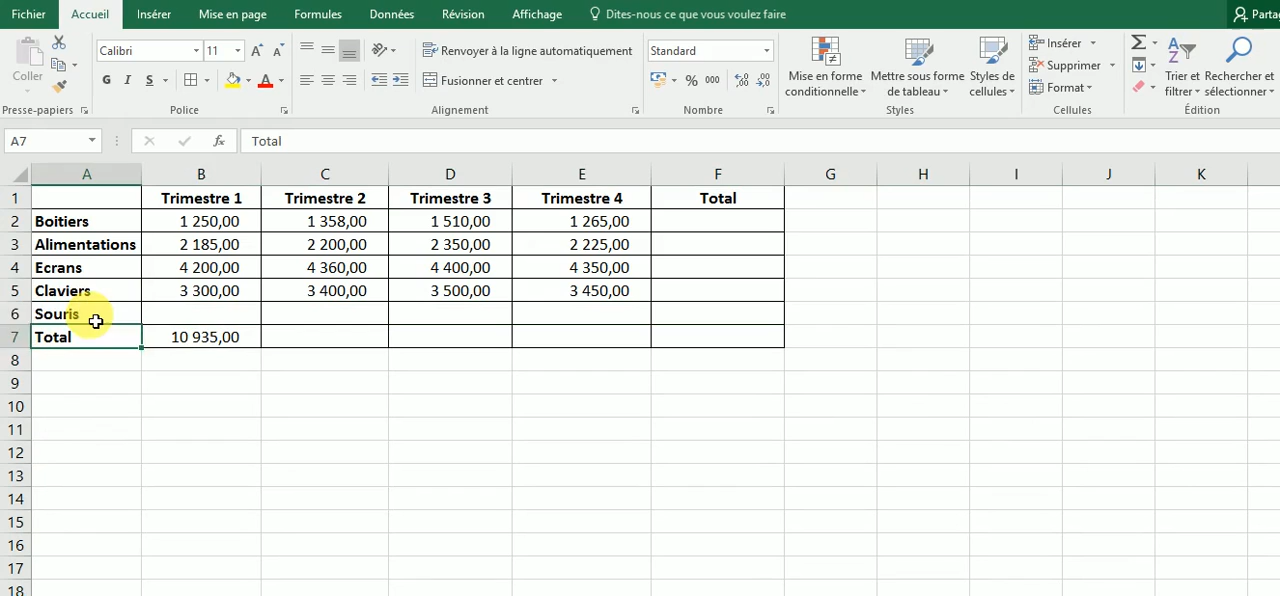 Fichier Accueil Insérer Mise en page Formules Données Révision Affichage Dites-nous ce que vous voulez faire Partag
Coller Calibri 11 Renvoyer à la ligne automatiquement Standard Insérer
G I S A Fusionner et centrer % 000 Mise en forme conditionnelle Mettre sous forme de tableau Styles de cellules Supprimer Format Trier et filtrer Rechercher et sélectionner
Presse-papiers Police Alignement Nombre Styles Cellules Édition
A7 fx Total
A B C D E F G H I J K
1 Trimestre 1 Trimestre 2 Trimestre 3 Trimestre 4 Total
2 Boitiers 1 250,00 1 358,00 1 510,00 1 265,00
3 Alimentations 2 185,00 2 200,00 2 350,00 2 225,00
4 Ecrans 4 200,00 4 360,00 4 400,00 4 350,00
5 Claviers 3 300,00 3 400,00 3 500,00 3 450,00
6 Souris
7 Total 10 935,00
8
9
10
11
12
13
14
15
16
17
18